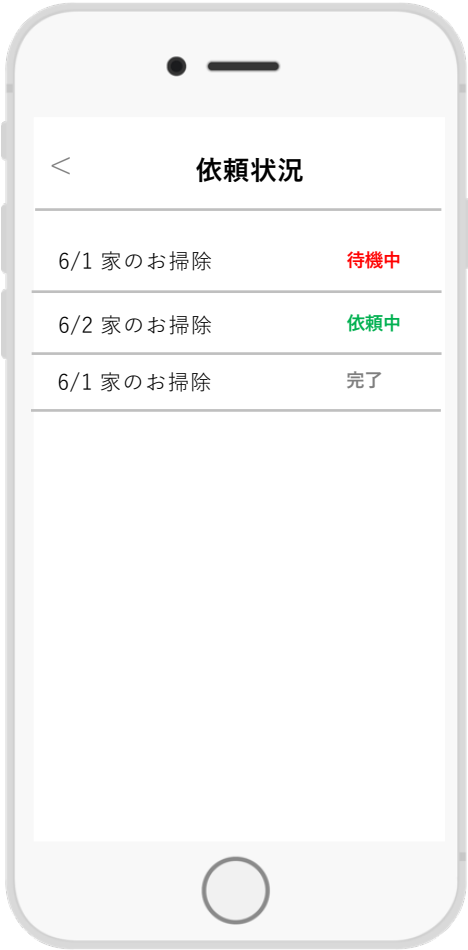 <
依頼状況
6/1 家のお掃除 待機中
6/2 家のお掃除 依頼中
6/1 家のお掃除 完了